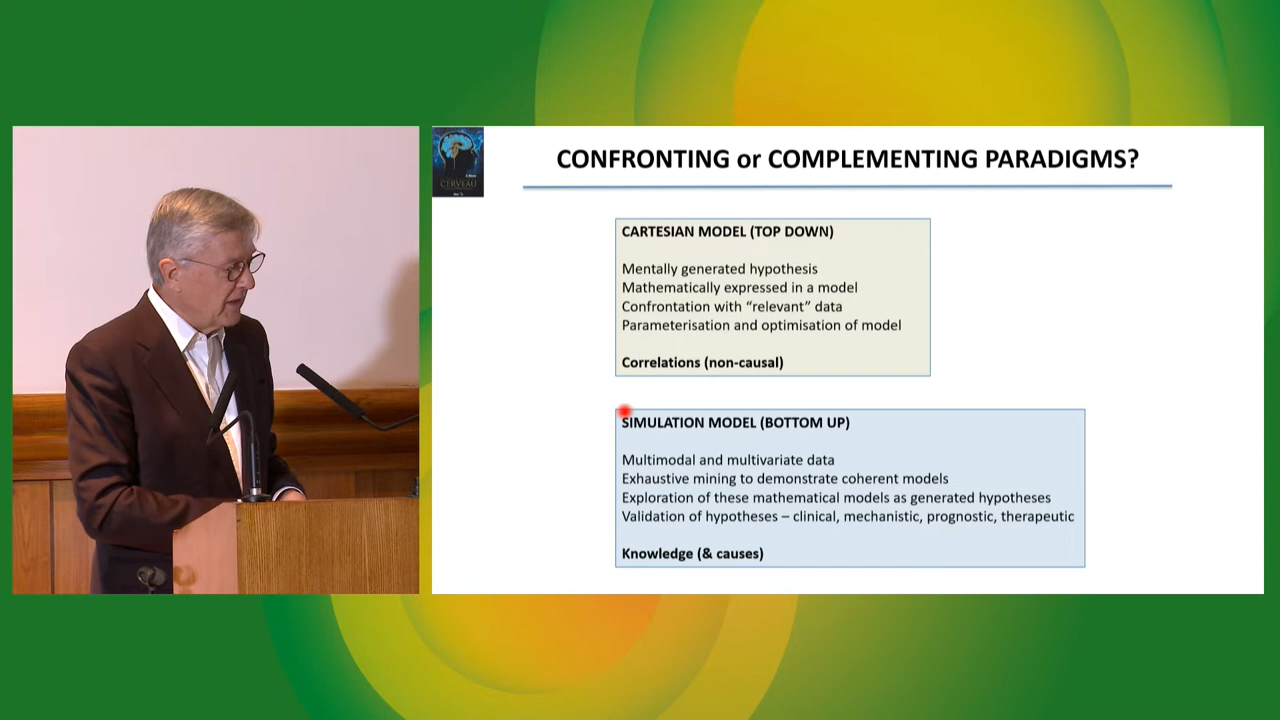 CONFRONTING or COMPLEMENTING PARADIGMS?
CERVEAU
CARTESIAN MODEL (TOP DOWN)
Mentally generated hypothesis
Mathematically expressed in a model
Confrontation with “relevant” data
Parameterisation and optimisation of model
Correlations (non-causal)
SIMULATION MODEL (BOTTOM UP)
Multimodal and multivariate data
Exhaustive mining to demonstrate coherent models
Exploration of these mathematical models as generated hypotheses
Validation of hypotheses – clinical, mechanistic, prognostic, therapeutic
Knowledge (& causes)